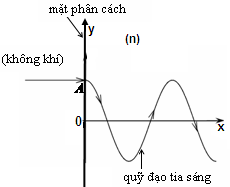 mặt phân cách
y
(n)
(không khí)
A
0
x
quỹ đạo tia sáng